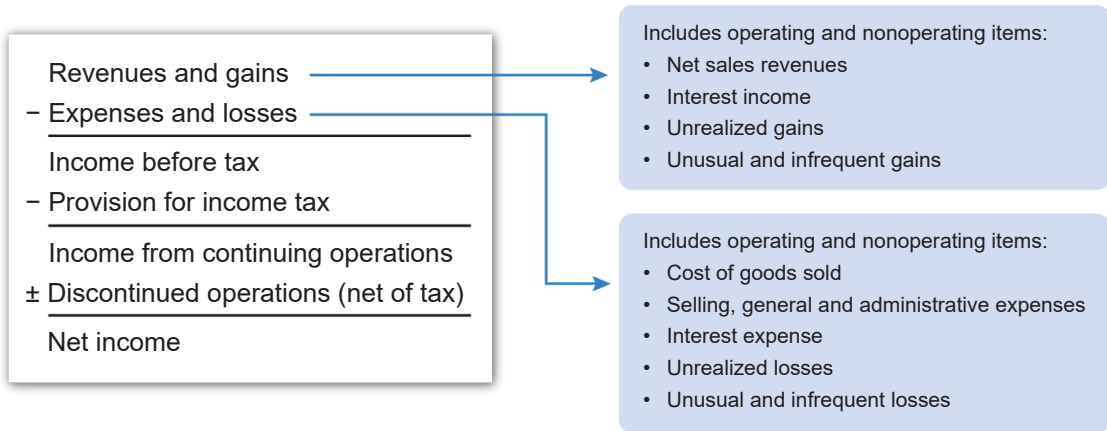 Revenues and gains
− Expenses and losses
Income before tax
− Provision for income tax
Income from continuing operations
± Discontinued operations (net of tax)
Net income
Includes operating and nonoperating items:
• Net sales revenues
• Interest income
• Unrealized gains
• Unusual and infrequent gains
Includes operating and nonoperating items:
• Cost of goods sold
• Selling, general and administrative expenses
• Interest expense
• Unrealized losses
• Unusual and infrequent losses